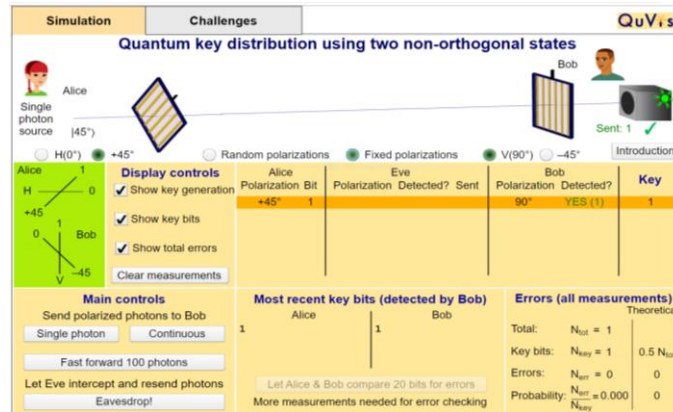 Simulation
Challenges
QuVis
Quantum key distribution using two non-orthogonal states
Alice
Bob
Single
photon
source
|45°⟩
Sent: 1 ✓
H(0°) +45° Random polarizations Fixed polarizations V(90°) −45°
Introduction
Alice 1
H 0
+45
1
0 Bob
−45
V
Display controls
Show key generation
Show key bits
Show total errors
Clear measurements
Alice Eve Bob Key
Polarization Bit Polarization Detected? Sent Polarization Detected?
+45° 1 90° YES (1) 1
Main controls
Send polarized photons to Bob
Single photon Continuous
Fast forward 100 photons
Let Eve intercept and resend photons
Eavesdrop!
Most recent key bits (detected by Bob)
Alice Bob
1 1
Let Alice & Bob compare 20 bits for errors
More measurements needed for error checking
Errors (all measurements)
Theoretical
Total: Ntot = 1
Key bits: Nkey = 1 0.5 Nto
Errors: Nerr = 0 0
Probability: Nerr/Nkey = 0.000 0